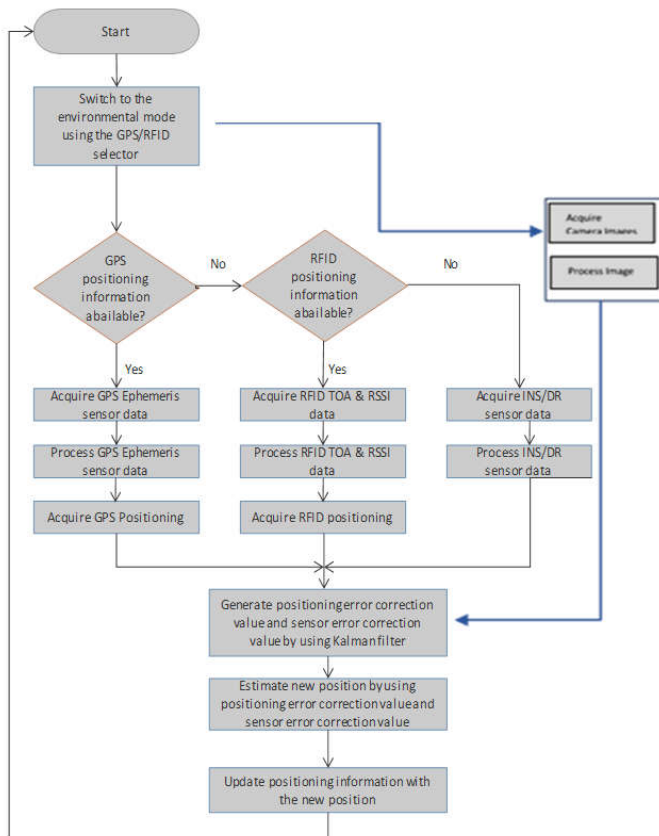 Start
Switch to the
environmental mode
using the GPS/RFID
selector
Acquire
Camera Images
Process Image
GPS
positioning
information
abailable?
No
RFID
positioning
information
abailable?
No
Yes
Yes
Acquire GPS Ephemeris
sensor data
Acquire RFID TOA & RSSI
data
Acquire INS/DR
sensor data
Process GPS Ephemeris
sensor data
Process RFID TOA & RSSI
data
Process INS/DR
sensor data
Acquire GPS Positioning
Acquire RFID positioning
Generate positioning error correction
value and sensor error correction
value by using Kalman filter
Estimate new position by using
positioning error correction value and
sensor error correction value
Update positioning information with
the new position